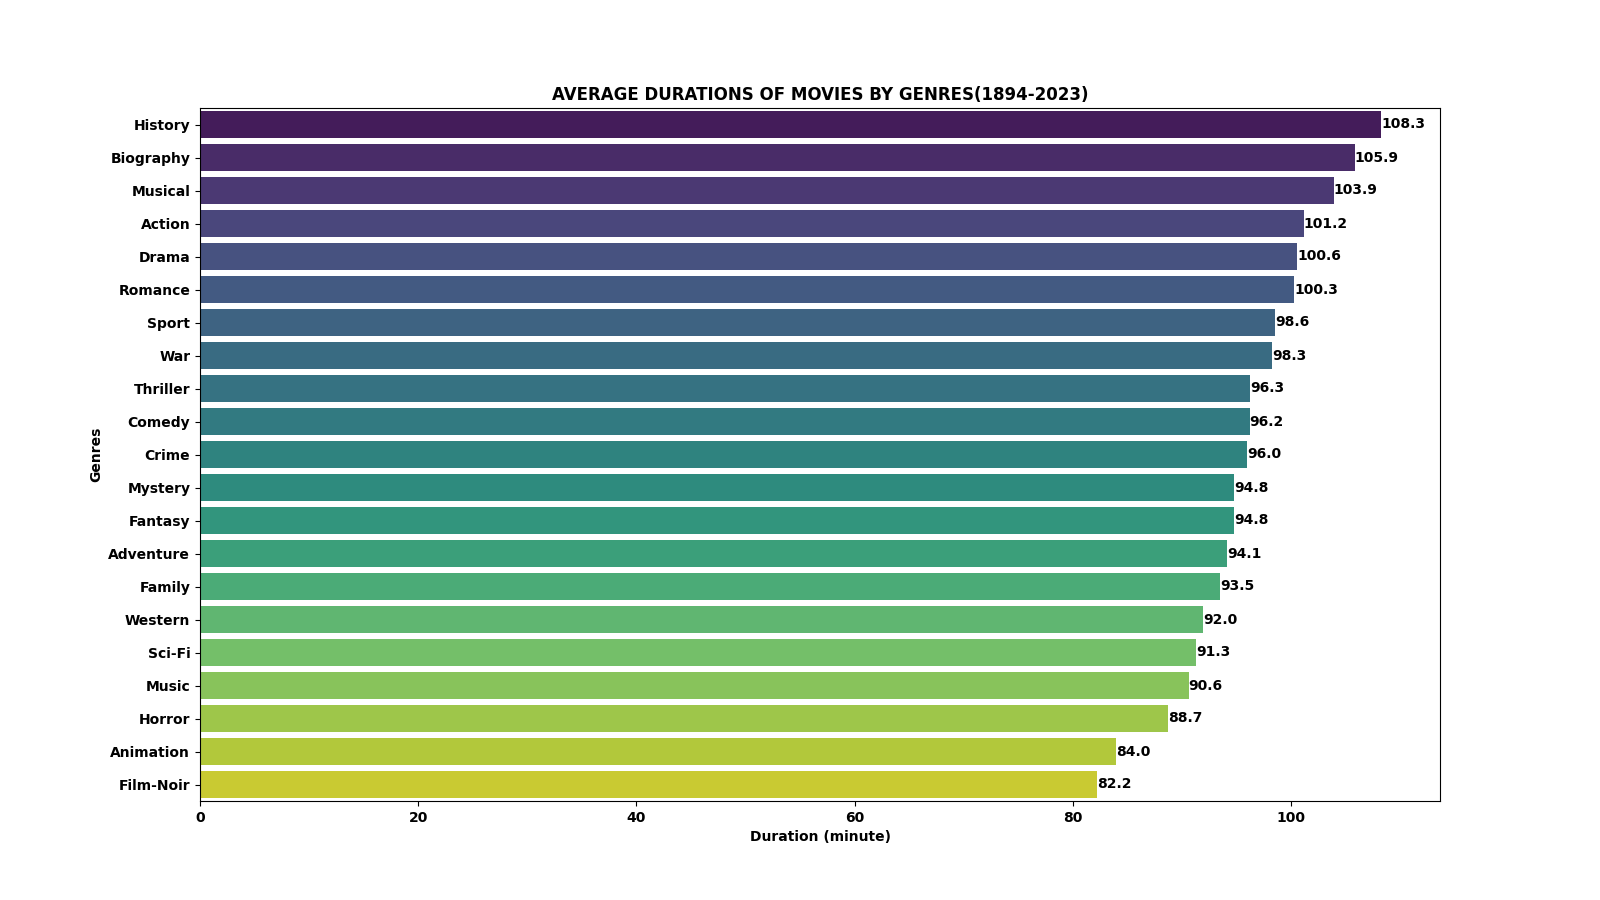 AVERAGE DURATIONS OF MOVIES BY GENRES(1894-2023)
History 108.3
Biography 105.9
Musical 103.9
Action 101.2
Drama 100.6
Romance 100.3
Sport 98.6
War 98.3
Thriller 96.3
Comedy 96.2
Crime 96.0
Mystery 94.8
Fantasy 94.8
Adventure 94.1
Family 93.5
Western 92.0
Sci-Fi 91.3
Music 90.6
Horror 88.7
Animation 84.0
Film-Noir 82.2
Genres
0 20 40 60 80 100
Duration (minute)